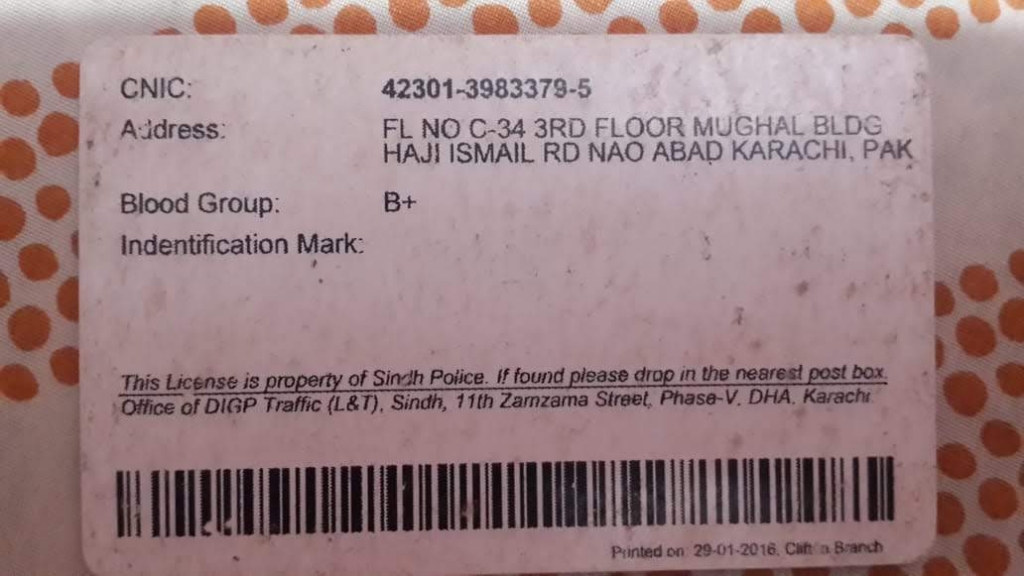 CNIC: 42301-3983379-5
Address: FL NO C-34 3RD FLOOR MUGHAL BLDG
HAJI ISMAIL RD NAO ABAD KARACHI, PAK
Blood Group: B+
Indentification Mark:
This License is property of Sindh Police. If found please drop in the nearest post box.
Office of DIGP Traffic (L&T), Sindh, 11th Zamzama Street, Phase-V, DHA, Karachi
Printed on: 29-01-2016, Clifton Branch